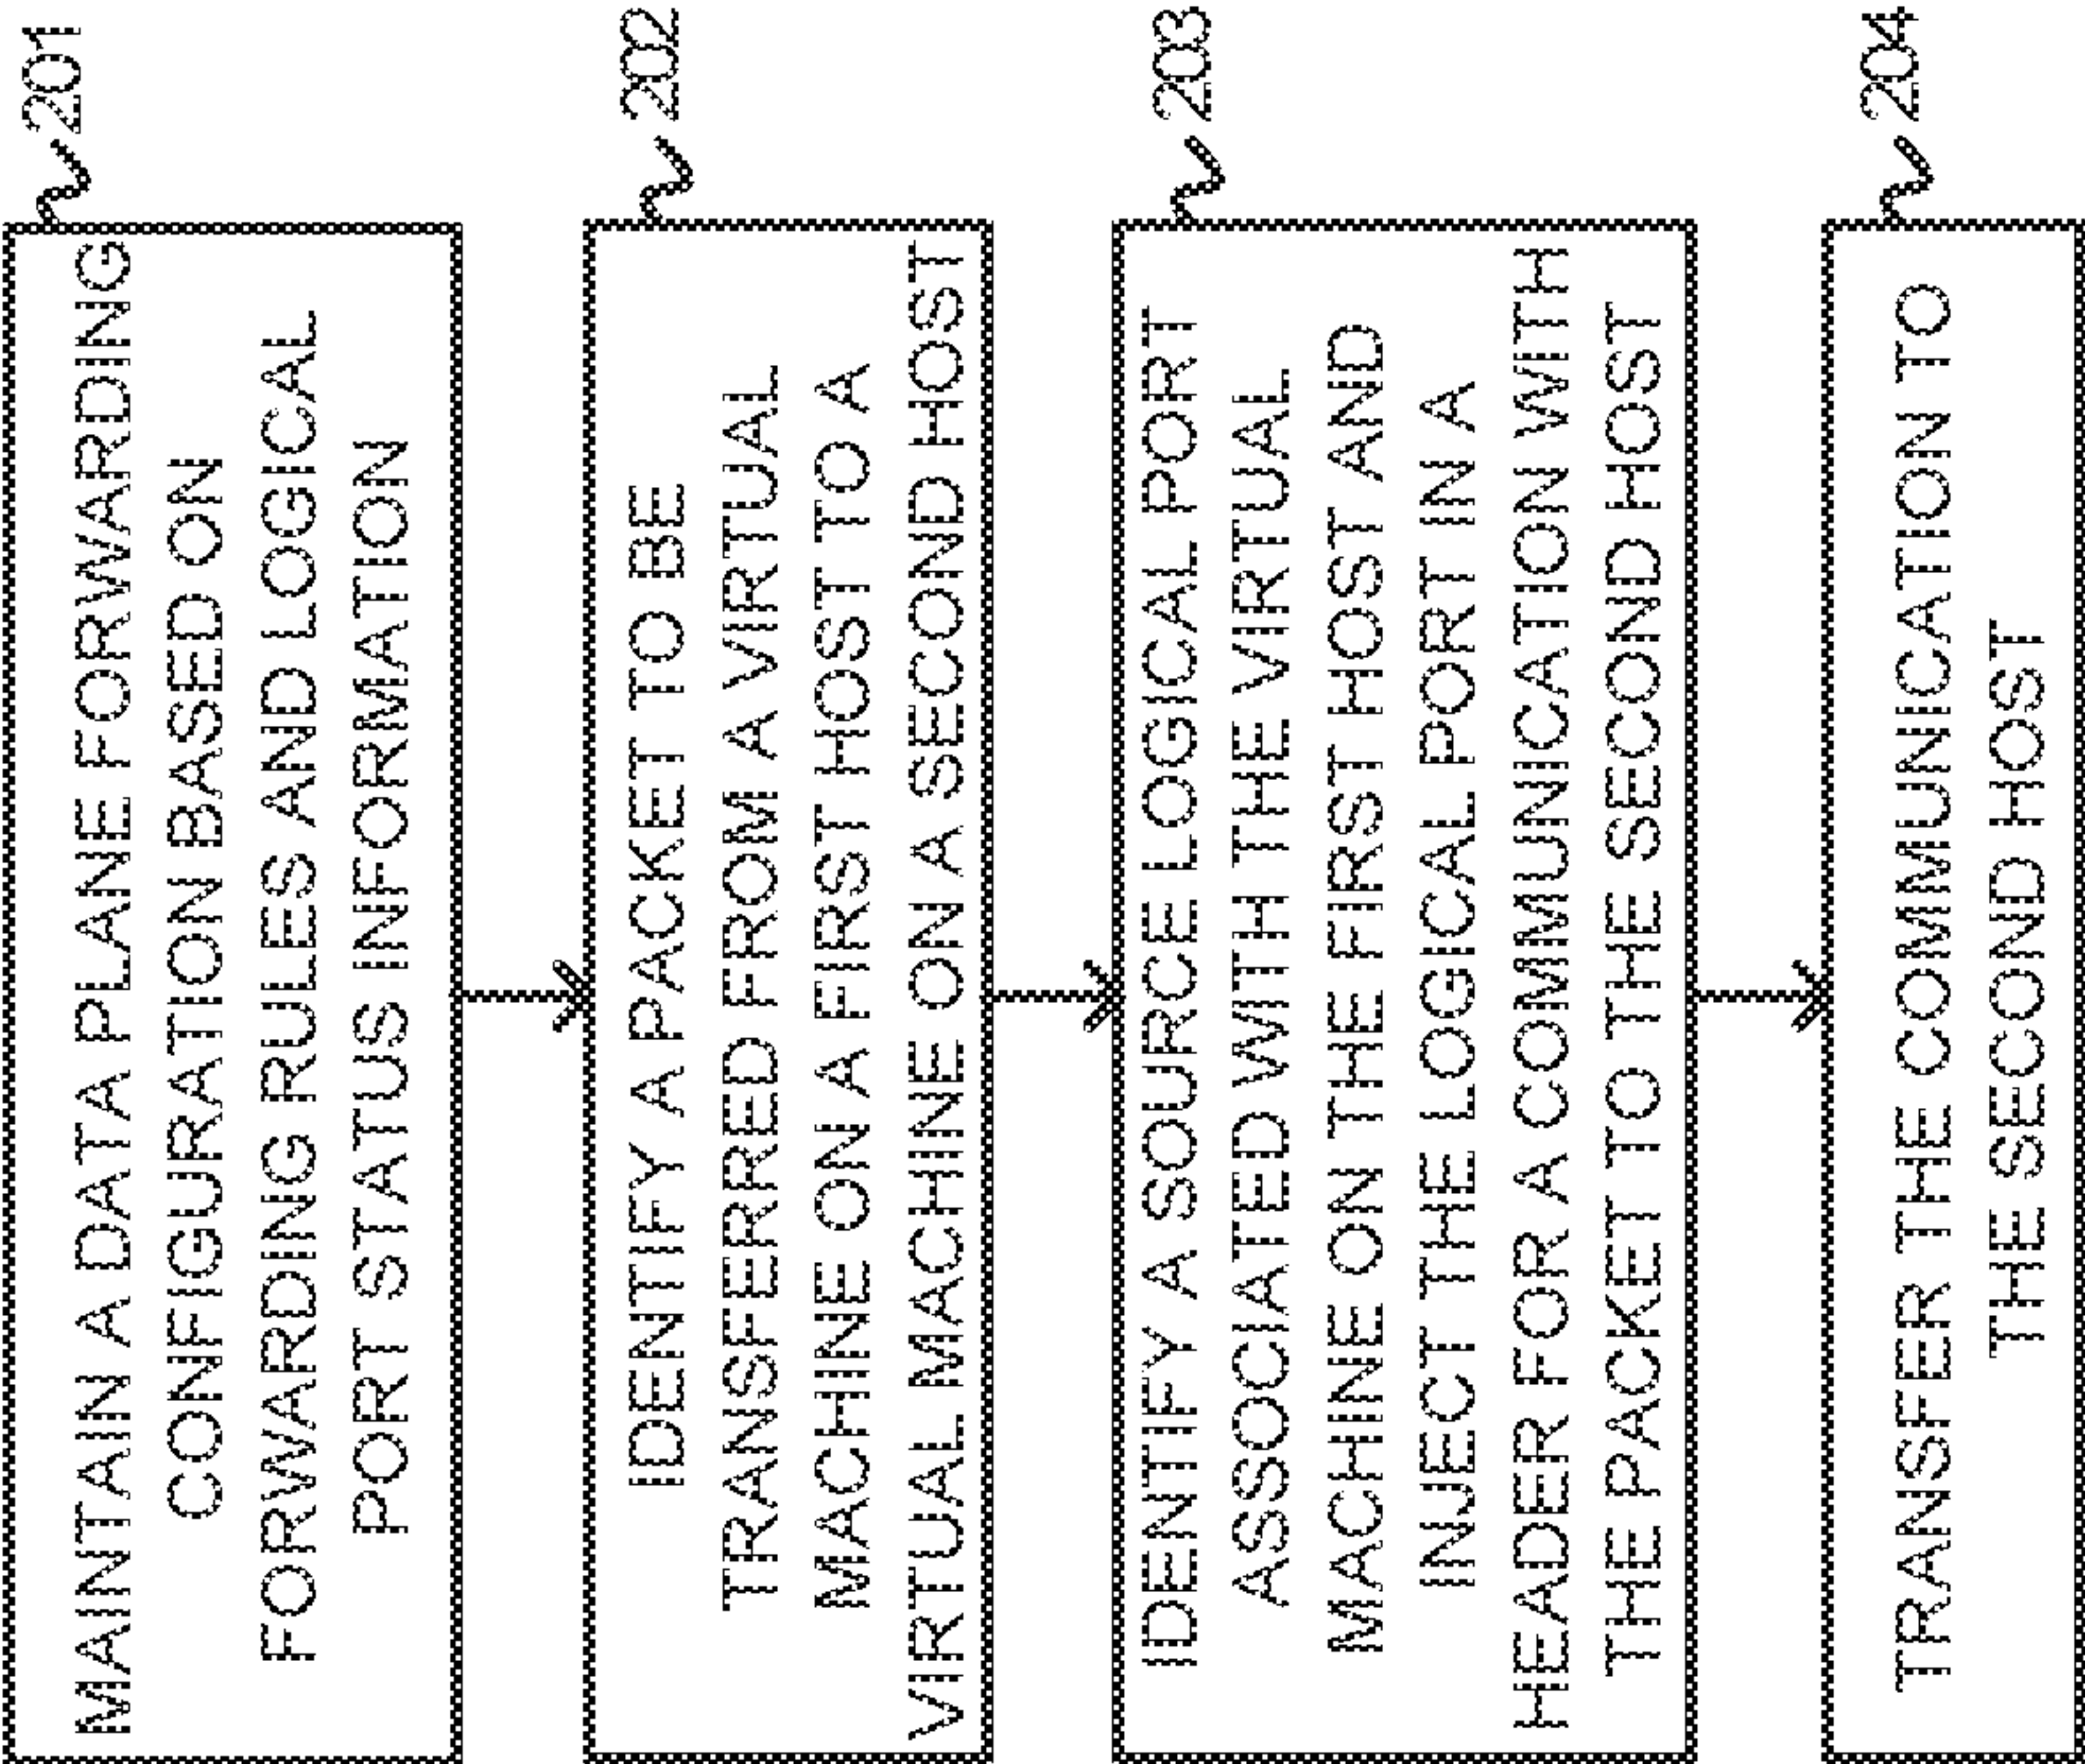 201
MAINTAIN A DATA PLANE FORWARDING
CONFIGURATION BASED ON
FORWARDING RULES AND LOGICAL
PORT STATUS INFORMATION
202
IDENTIFY A PACKET TO BE
TRANSFERRED FROM A VIRTUAL
MACHINE ON A FIRST HOST TO A
VIRTUAL MACHINE ON A SECOND HOST
203
IDENTIFY A SOURCE LOGICAL PORT
ASSOCIATED WITH THE VIRTUAL
MACHINE ON THE FIRST HOST AND
INJECT THE LOGICAL PORT IN A
HEADER FOR A COMMUNICATION WITH
THE PACKET TO THE SECOND HOST
204
TRANSFER THE COMMUNICATION TO
THE SECOND HOST